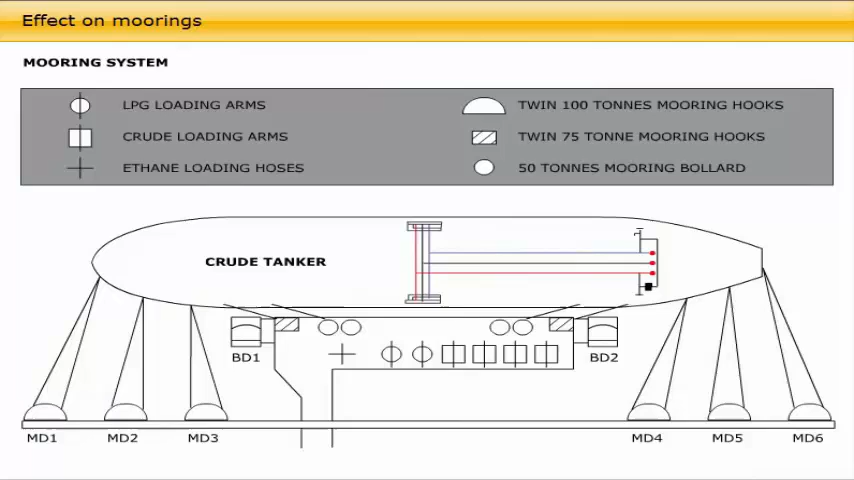 Effect on moorings
MOORING SYSTEM
LPG LOADING ARMS
TWIN 100 TONNES MOORING HOOKS
CRUDE LOADING ARMS
TWIN 75 TONNE MOORING HOOKS
ETHANE LOADING HOSES
50 TONNES MOORING BOLLARD
CRUDE TANKER
BD1
BD2
MD1
MD2
MD3
MD4
MD5
MD6